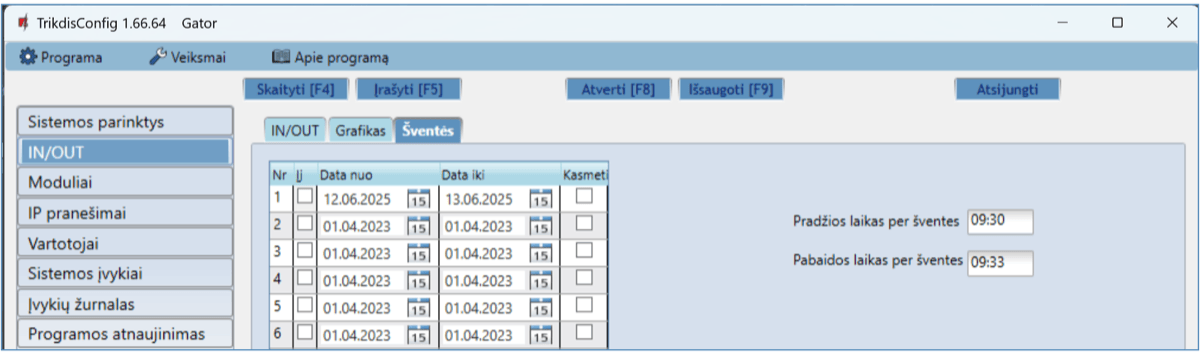 TrikdisConfig 1.66.64 Gator
Programa Veiksmai Apie programą
Skaityti [F4] Įrašyti [F5] Atverti [F8] Išsaugoti [F9] Atsijungti
Sistemos parinktys
IN/OUT
Moduliai
IP pranešimai
Vartotojai
Sistemos įvykiai
Įvykių žurnalas
Programos atnaujinimas
IN/OUT Grafikas Šventės
Nr Įj Data nuo Data iki Kasmeti
1 12.06.2025 15 13.06.2025 15
2 01.04.2023 15 01.04.2023 15
3 01.04.2023 15 01.04.2023 15
4 01.04.2023 15 01.04.2023 15
5 01.04.2023 15 01.04.2023 15
6 01.04.2023 15 01.04.2023 15
Pradžios laikas per šventes 09:30
Pabaidos laikas per šventes 09:33